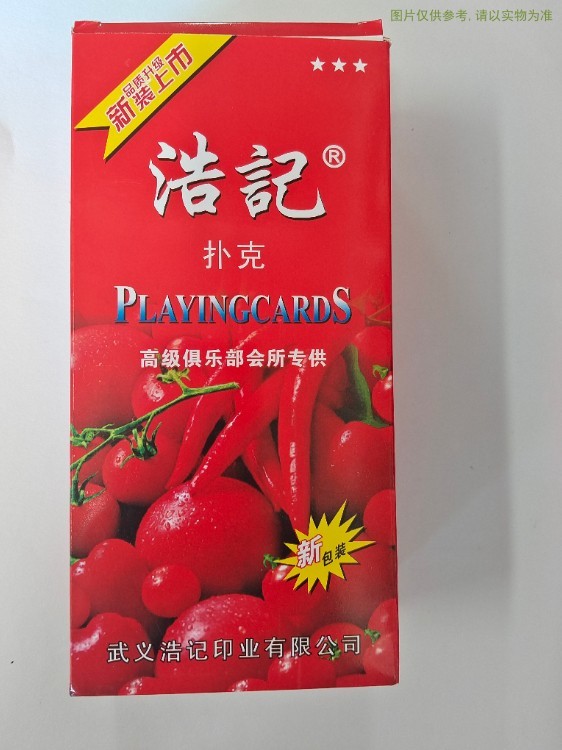 图片仅供参考, 请以实物为准
品质升级
新装上市
★★★
浩記®
扑克
PLAYINGCARDS
高级俱乐部会所专供
新包装
武义浩记印业有限公司